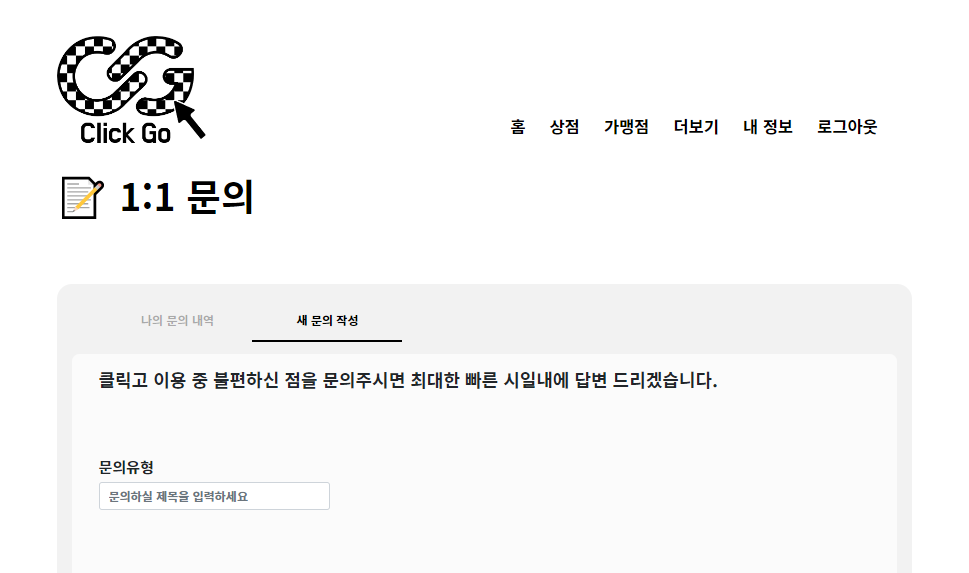 CG
Click Go
홈 상점 가맹점 더보기 내 정보 로그아웃
1:1 문의
나의 문의 내역 새 문의 작성
클릭고 이용 중 불편하신 점을 문의주시면 최대한 빠른 시일내에 답변 드리겠습니다.
문의유형
문의하실 제목을 입력하세요